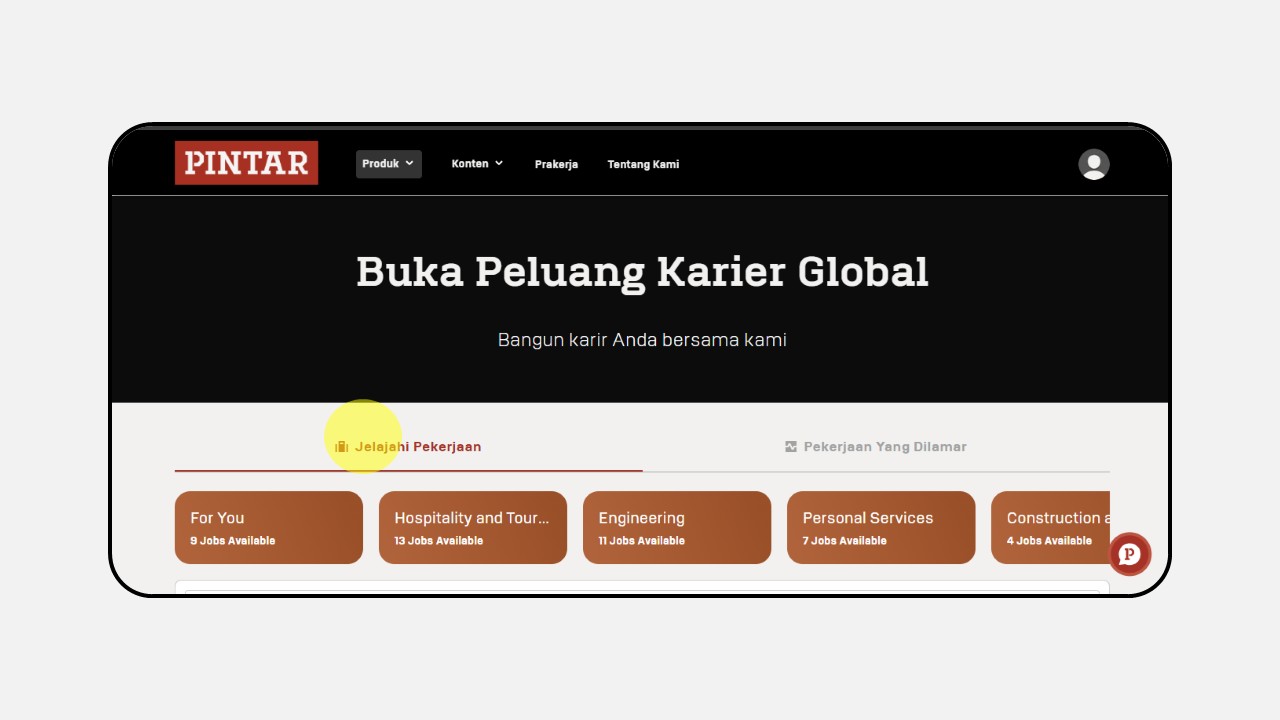 PINTAR
Produk
Konten
Prakerja
Tentang Kami
Buka Peluang Karier Global
Bangun karir Anda bersama kami
Jelajahi Pekerjaan
Pekerjaan Yang Dilamar
For You
9 Jobs Available
Hospitality and Tour...
13 Jobs Available
Engineering
11 Jobs Available
Personal Services
7 Jobs Available
Construction a
4 Jobs Available
P